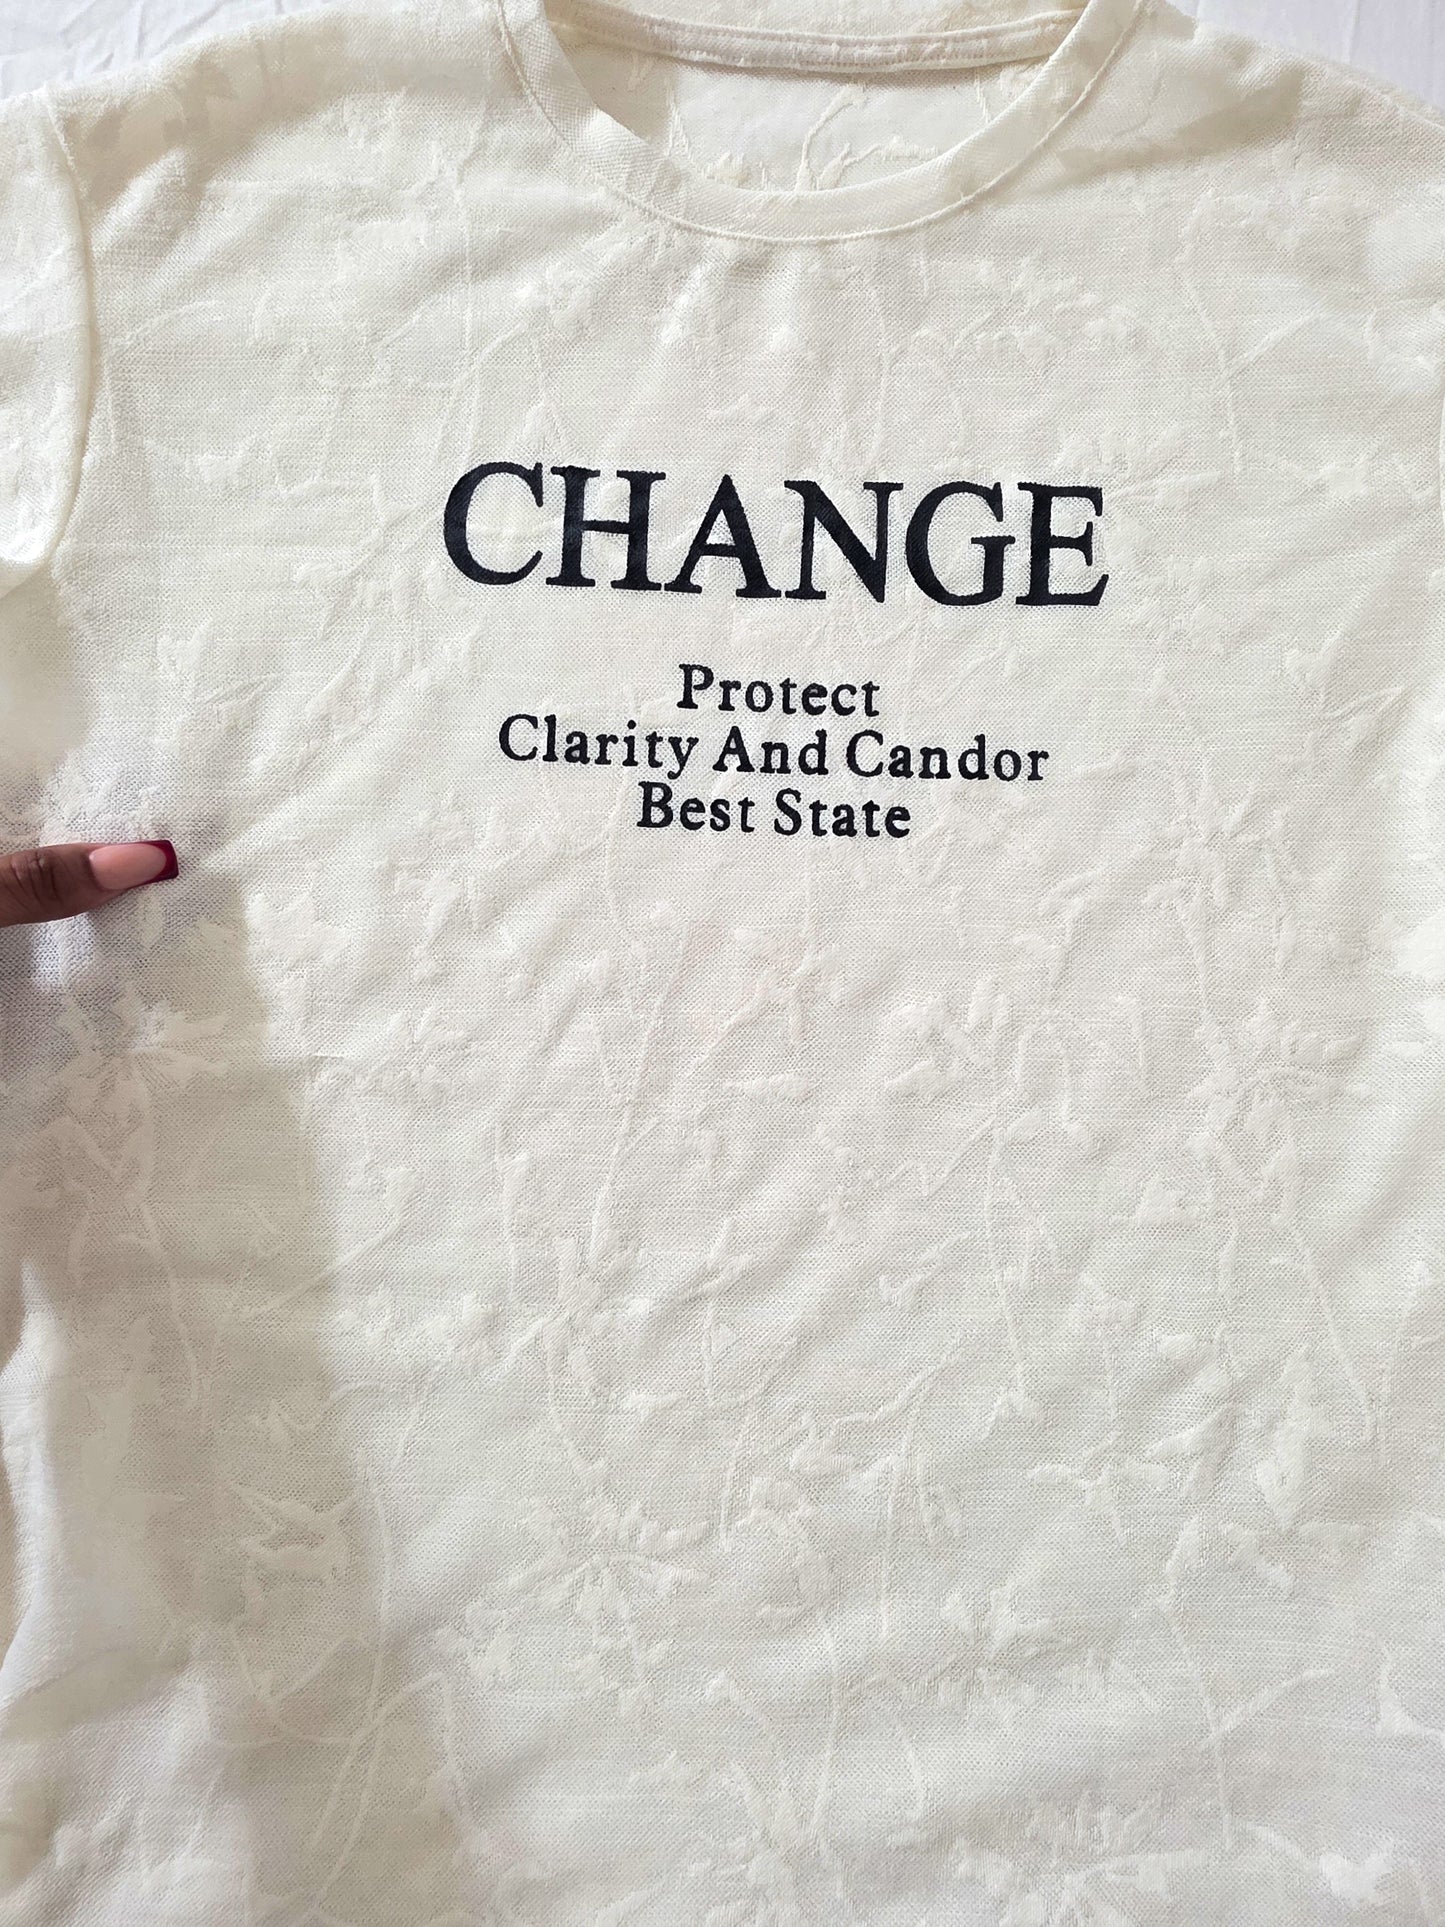 CHANGE
Protect
Clarity And Candor
Best State